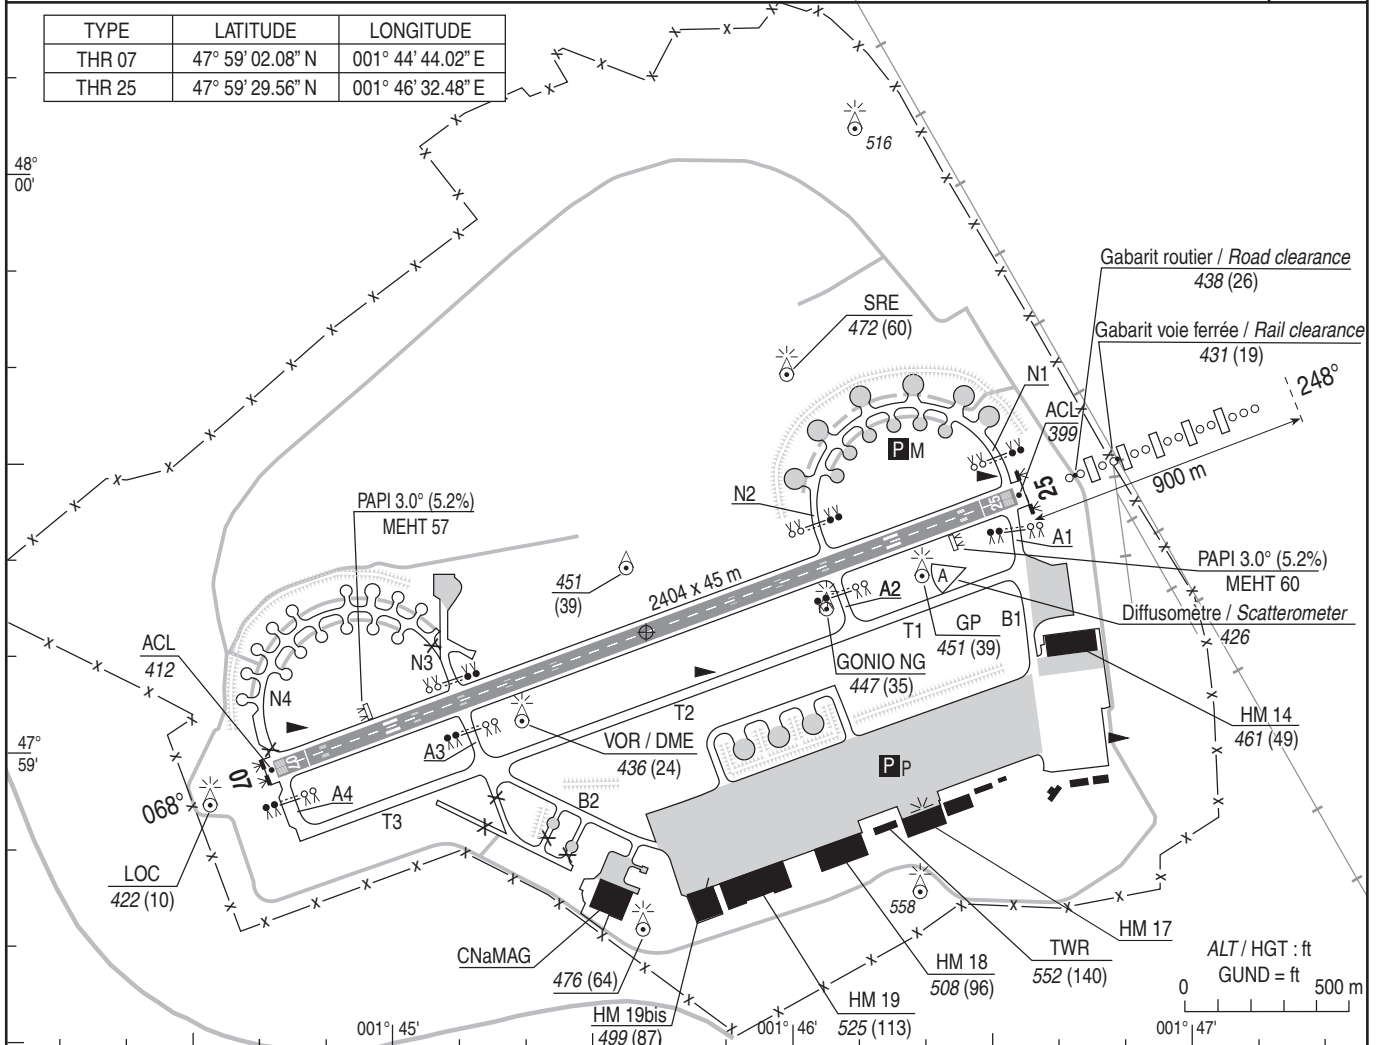 TYPE LATITUDE LONGITUDE
THR 07 47° 59' 02.08" N 001° 44' 44.02" E
THR 25 47° 59' 29.56" N 001° 46' 32.48" E
516
48°
00'
Gabarit routier / Road clearance
438 (26)
SRE
472 (60)
Gabarit voie ferrée / Rail clearance
431 (19)
N1
248°
ACL
399
P M
900 m
25
N2
PAPI 3.0° (5.2%)
MEHT 57
25
A1
PAPI 3.0° (5.2%)
MEHT 60
451
(39)
2404 x 45 m
A
A2
Diffusomètre / Scatterometer
426
T1
B1
GP
451 (39)
ACL
412
N3
GONIO NG
447 (35)
N4
T2
HM 14
461 (49)
VOR / DME
436 (24)
A3
47°
59'
07
07
P P
068°
A4
B2
T3
LOC
422 (10)
558
HM 17
CNaMAG
TWR
552 (140)
HM 18
508 (96)
476 (64)
HM 19
525 (113)
HM 19bis
499 (87)
ALT / HGT : ft
GUND = ft
0 500 m
001° 45'
001° 46'
001° 47'